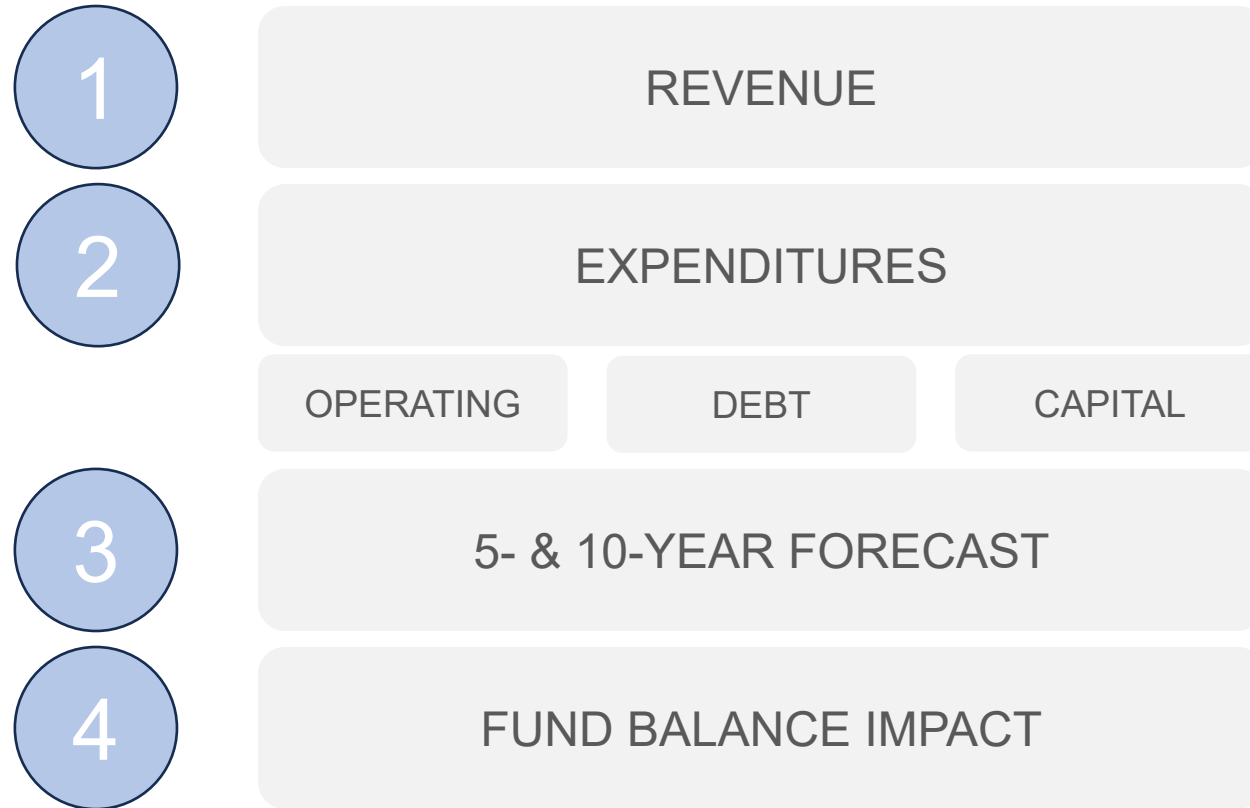 1
REVENUE
2
EXPENDITURES
OPERATING
DEBT
CAPITAL
3
5- & 10-YEAR FORECAST
4
FUND BALANCE IMPACT